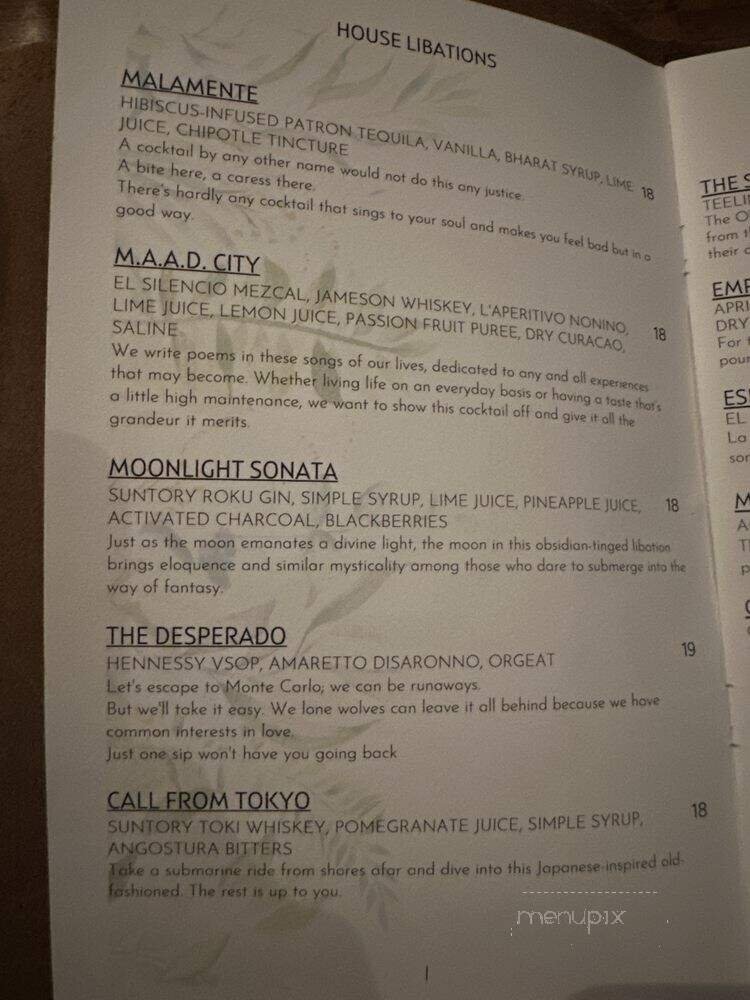 HOUSE LIBATIONS
MALAMENTE
HIBISCUS-INFUSED PATRON TEQUILA, VANILLA, BHARAT SYRUP, LIME
JUICE, CHIPOTLE TINCTURE 18
A cocktail by any other name would not do this any justice.
A bite here, a caress there.
There's hardly any cocktail that sings to your soul and makes you feel bad but in a
good way.
M.A.A.D. CITY
EL SILENCIO MEZCAL, JAMESON WHISKEY, L'APERITIVO NONINO,
LIME JUICE, LEMON JUICE, PASSION FRUIT PUREE, DRY CURACAO, 18
SALINE
We write poems in these songs of our lives, dedicated to any and all experiences
that may become. Whether living life on an everyday basis or having a taste that's
a little high maintenance, we want to show this cocktail off and give it all the
grandeur it merits.
MOONLIGHT SONATA
SUNTORY ROKU GIN, SIMPLE SYRUP, LIME JUICE, PINEAPPLE JUICE, 18
ACTIVATED CHARCOAL, BLACKBERRIES
Just as the moon emanates a divine light, the moon in this obsidian-tinged libation
brings eloquence and similar mysticality among those who dare to submerge into the
way of fantasy.
THE DESPERADO
HENNESSY VSOP, AMARETTO DISARONNO, ORGEAT 19
Let's escape to Monte Carlo; we can be runaways.
But we'll take it easy. We lone wolves can leave it all behind because we have
common interests in love.
Just one sip won't have you going back
CALL FROM TOKYO
SUNTORY TOKI WHISKEY, POMEGRANATE JUICE, SIMPLE SYRUP, 18
ANGOSTURA BITTERS
Take a submarine ride from shores afar and dive into this Japanese-inspired old-
fashioned. The rest is up to you.
1
THE
The
from
their
DRY
For
EL
La
menupix